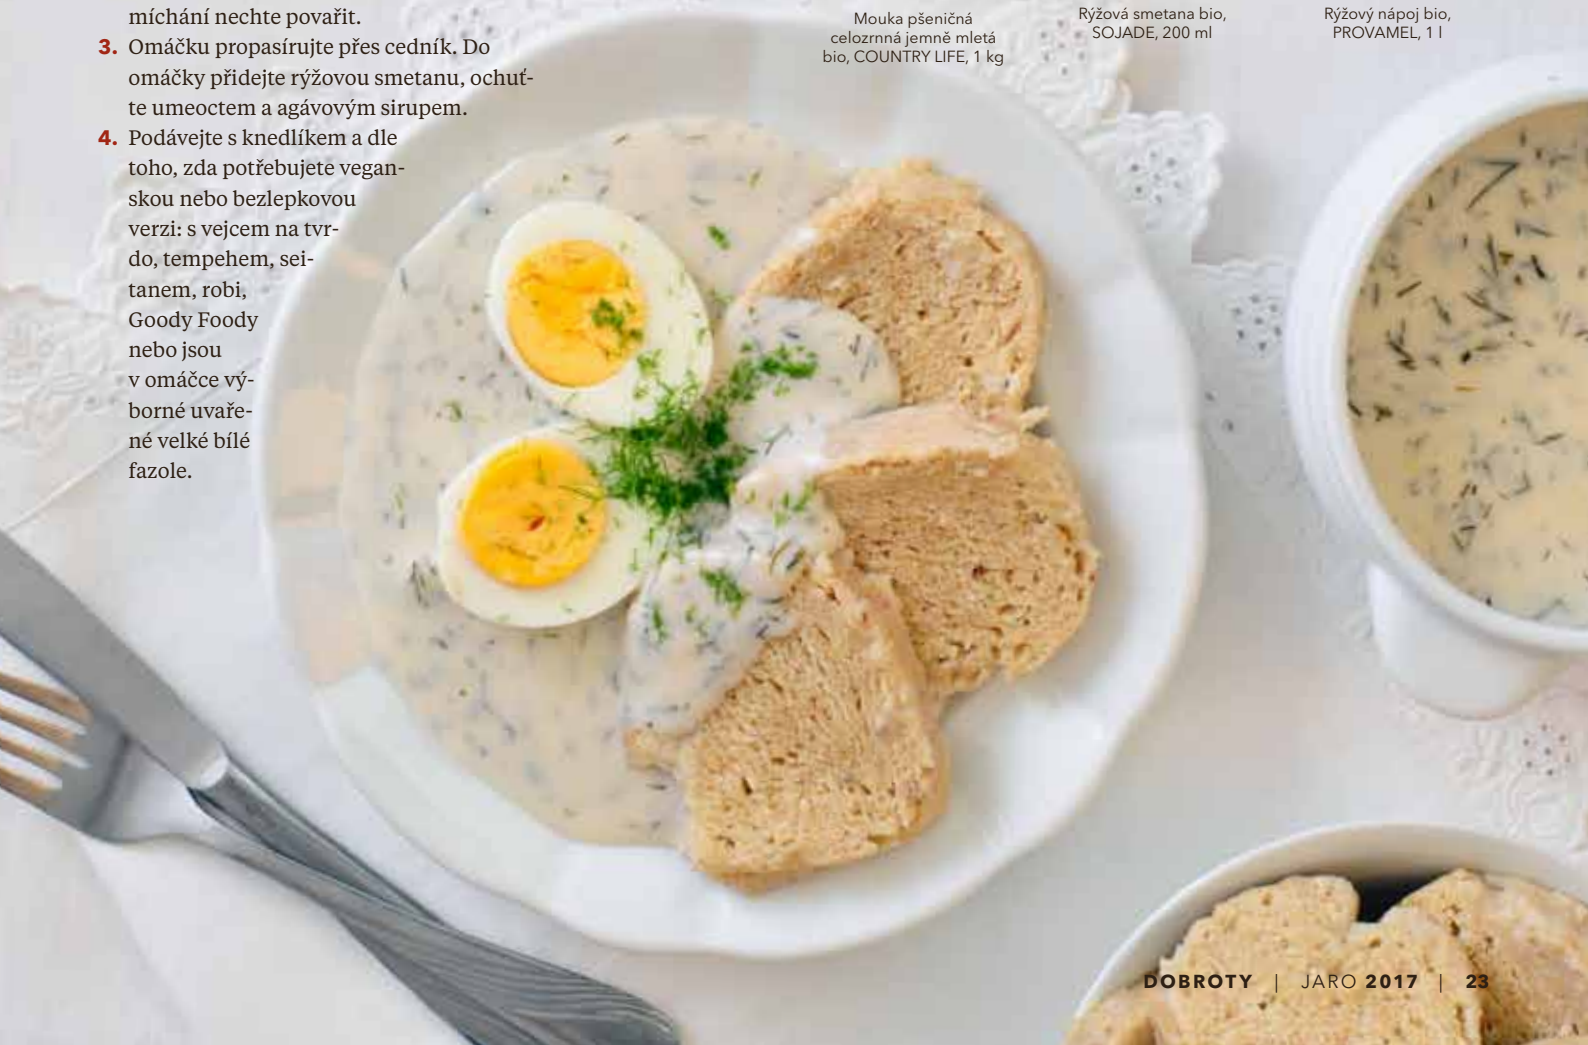 míchání nechte povařit.
3. Omáčku propasírujte přes cedník. Do
omáčky přidejte rýžovou smetanu, ochuť-
te umeoctem a agávovým sirupem.
4. Podávejte s knedlíkem a dle
toho, zda potřebujete vegan-
skou nebo bezlepkovou
verzi: s vejcem na tvr-
do, tempehem, sei-
tanem, robi,
Goody Foody
nebo jsou
v omáčce vý-
borné uvaře-
né velké bílé
fazole.
Mouka pšeničná
celozrnná jemně mletá
bio, COUNTRY LIFE, 1 kg
Rýžová smetana bio,
SOJADE, 200 ml
Rýžový nápoj bio,
PROVAMEL, 1 l
DOBROTY | JARO 2017 | 23